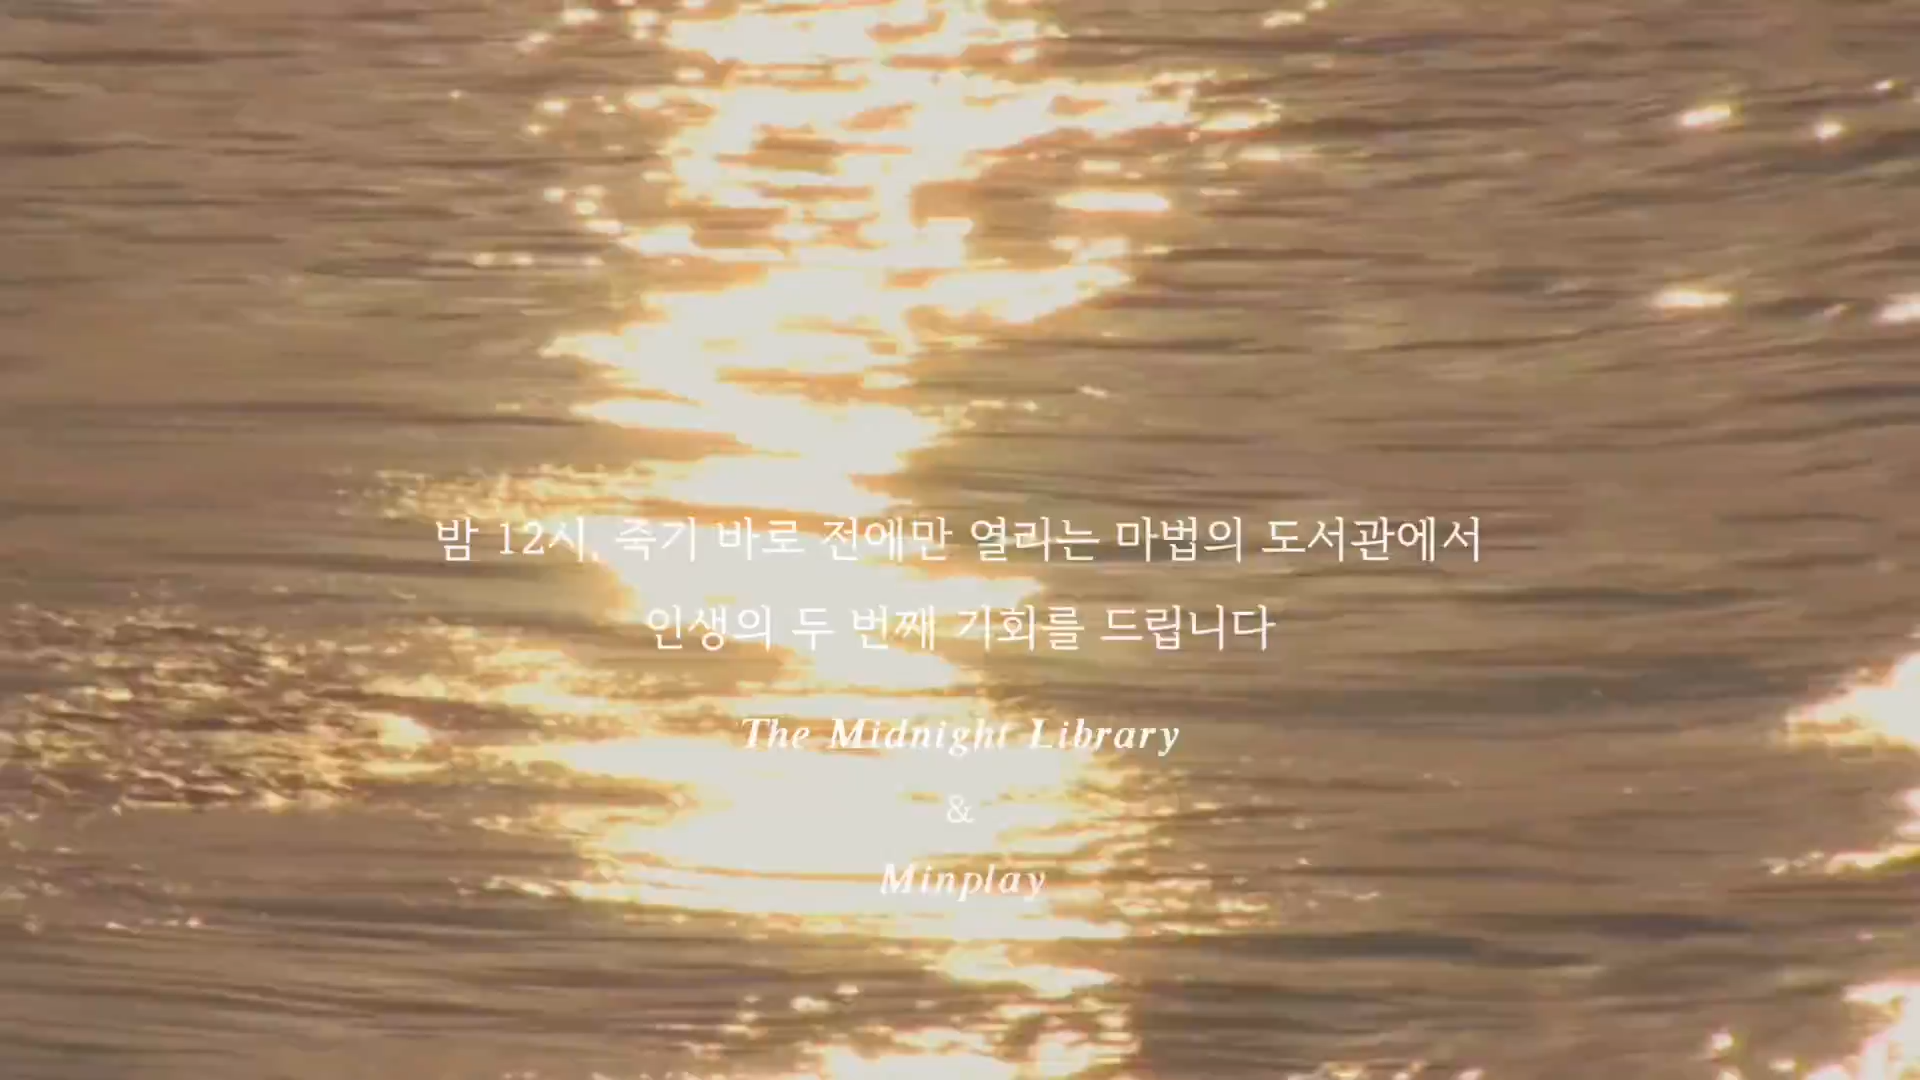 밤 12시, 죽기 바로 전에만 열리는 마법의 도서관에서
인생의 두 번째 기회를 드립니다
The Midnight Library
&
Minplay